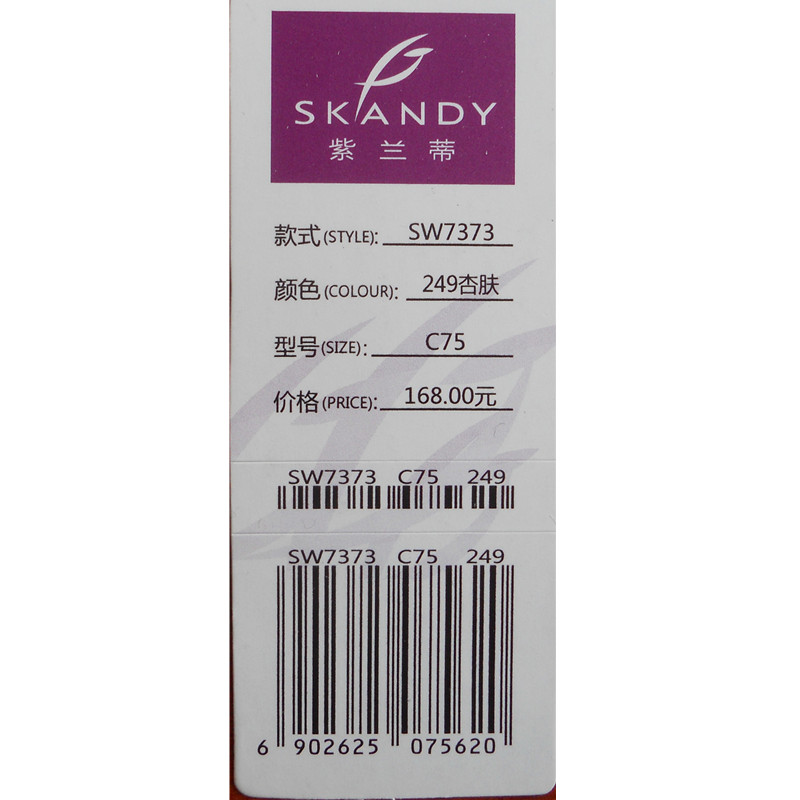 SKANDY
紫兰蒂
款式(STYLE): SW7373
颜色(COLOUR): 249杏肤
型号(SIZE): C75
价格(PRICE): 168.00元
SW7373 C75 249
SW7373 C75 249
6 902625 075620